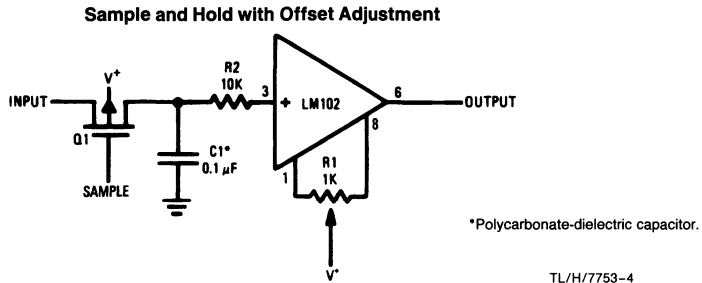 Sample and Hold with Offset Adjustment
V+
R2
10K
3
6
INPUT
+
LM102
OUTPUT
8
Q1
C1*
0.1 μF
R1
1K
1
SAMPLE
*Polycarbonate-dielectric capacitor.
V+
TL/H/7753-4